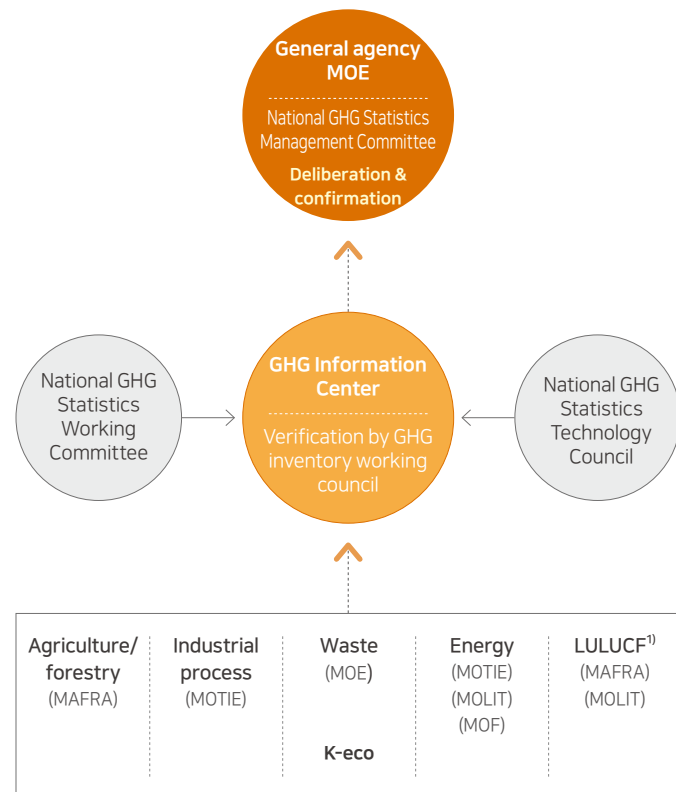 General agency
MOE
National GHG Statistics
Management Committee
Deliberation &
confirmation
National GHG
Statistics
Working
Committee
GHG Information
Center
Verification by GHG
inventory working
council
National GHG
Statistics
Technology
Council
Agriculture/
forestry
(MAFRA)
Industrial
process
(MOTIE)
Waste
(MOE)
K-eco
Energy
(MOTIE)
(MOLIT)
(MOF)
LULUCF¹⁾
(MAFRA)
(MOLIT)